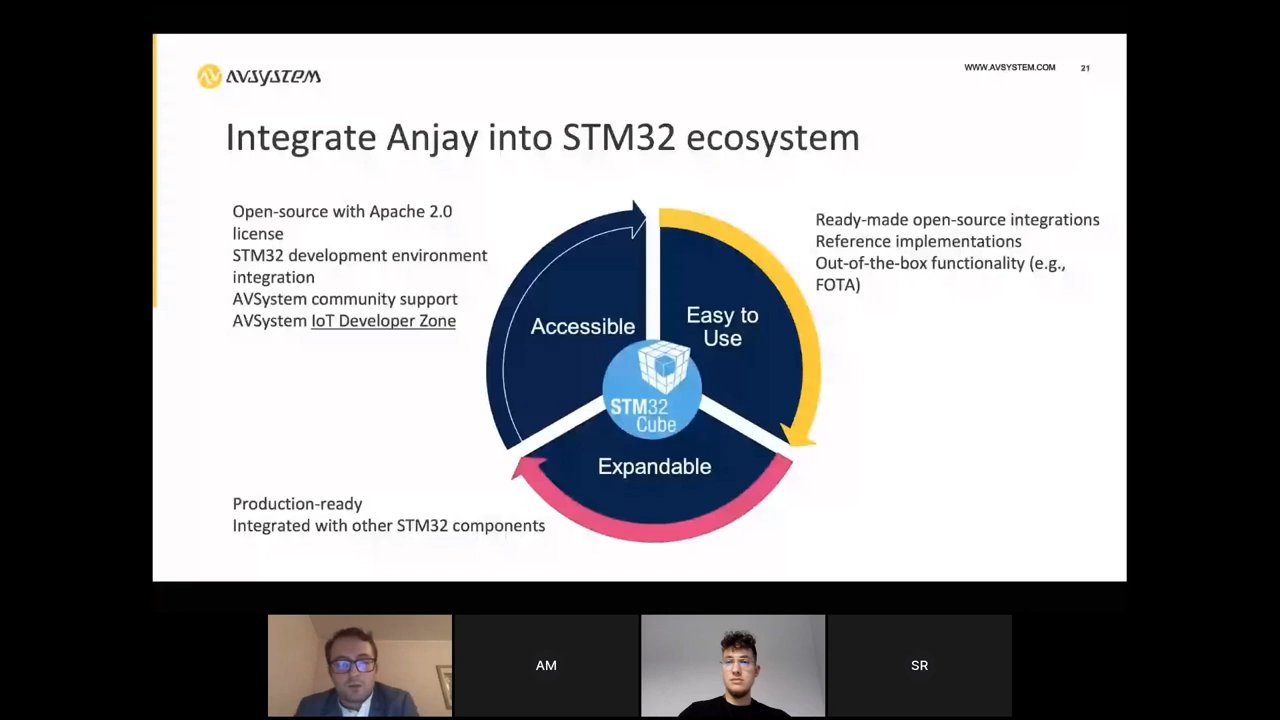 AVSYSTEM
WWW.AVSYSTEM.COM
21
Integrate Anjay into STM32 ecosystem
Open-source with Apache 2.0
license
STM32 development environment
integration
AVSystem community support
AVSystem IoT Developer Zone
Ready-made open-source integrations
Reference implementations
Out-of-the-box functionality (e.g.,
FOTA)
Accessible
Easy to
Use
STM32
Cube
Expandable
Production-ready
Integrated with other STM32 components
AM
SR